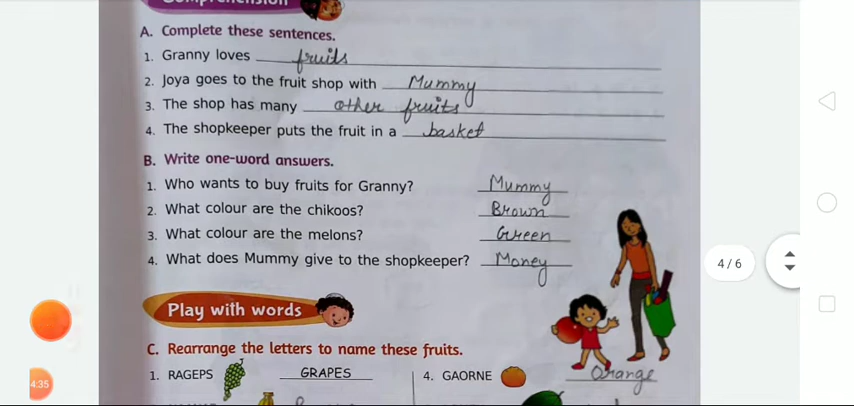 Comprehension
A. Complete these sentences.
1. Granny loves fruits
2. Joya goes to the fruit shop with Mummy
3. The shop has many other fruits
4. The shopkeeper puts the fruit in a basket
B. Write one-word answers.
1. Who wants to buy fruits for Granny? Mummy
2. What colour are the chikoos? Brown
3. What colour are the melons? Green
4. What does Mummy give to the shopkeeper? Money
4 / 6
Play with words
C. Rearrange the letters to name these fruits.
1. RAGEPS GRAPES 4. GAORNE Orange
4:35